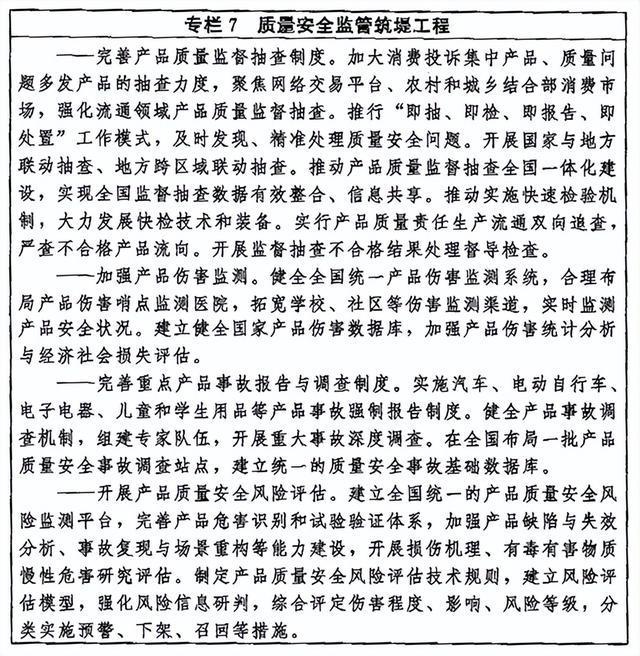 专栏 7 质量安全监管筑堤工程
——完善产品质量监督抽查制度。加大消费投诉集中产品、质量问
题多发产品的抽查力度，聚焦网络交易平台、农村和城乡结合部消费市
场，强化流通领域产品质量监督抽查。推行“即抽、即检、即报告、即
处置”工作模式，及时发现、精准处理质量安全问题。开展国家与地方
联动抽查、地方跨区域联动抽查。推动产品质量监督抽查全国一体化建
设，实现全国监督抽查数据有效整合、信息共享。推动实施快速检验机
制，大力发展快检技术和装备。实行产品质量责任生产流通双向追查，
严查不合格产品流向。开展监督抽查不合格结果处理督导检查。
——加强产品伤害监测。健全全国统一产品伤害监测系统，合理布
局产品伤害哨点监测医院，拓宽学校、社区等伤害监测渠道，实时监测
产品安全状况。建立健全国家产品伤害数据库，加强产品伤害统计分析
与经济社会损失评估。
——完善重点产品事故报告与调查制度。实施汽车、电动自行车、
电子电器、儿童和学生用品等产品事故强制报告制度。健全产品事故调
查机制，组建专家队伍，开展重大事故深度调查。在全国布局一批产品
质量安全事故调查站点，建立统一的质量安全事故基础数据库。
——开展产品质量安全风险评估。建立全国统一的产品质量安全风
险监测平台，完善产品危害识别和试验验证体系，加强产品缺陷与失效
分析、事故复现与场景重构等能力建设，开展损伤机理、有毒有害物质
慢性危害研究评估。制定产品质量安全风险评估技术规则，建立风险评
估模型，强化风险信息研判，综合评定伤害程度、影响、风险等级，分
类实施预警、下架、召回等措施。